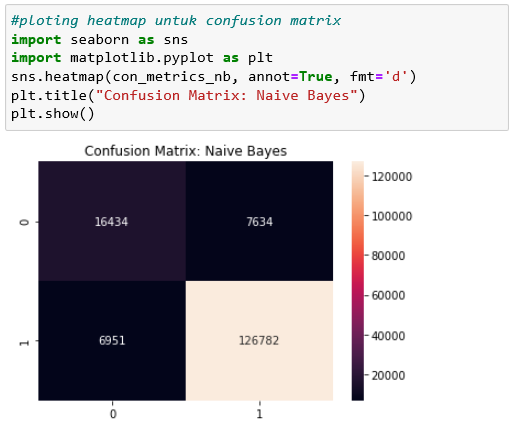 #ploting heatmap untuk confusion matrix
import seaborn as sns
import matplotlib.pyplot as plt
sns.heatmap(con_metrics_nb, annot=True, fmt='d')
plt.title("Confusion Matrix: Naive Bayes")
plt.show()
Confusion Matrix: Naive Bayes
120000
0 16434 7634
100000
80000
60000
1 6951 126782
40000
20000
0 1